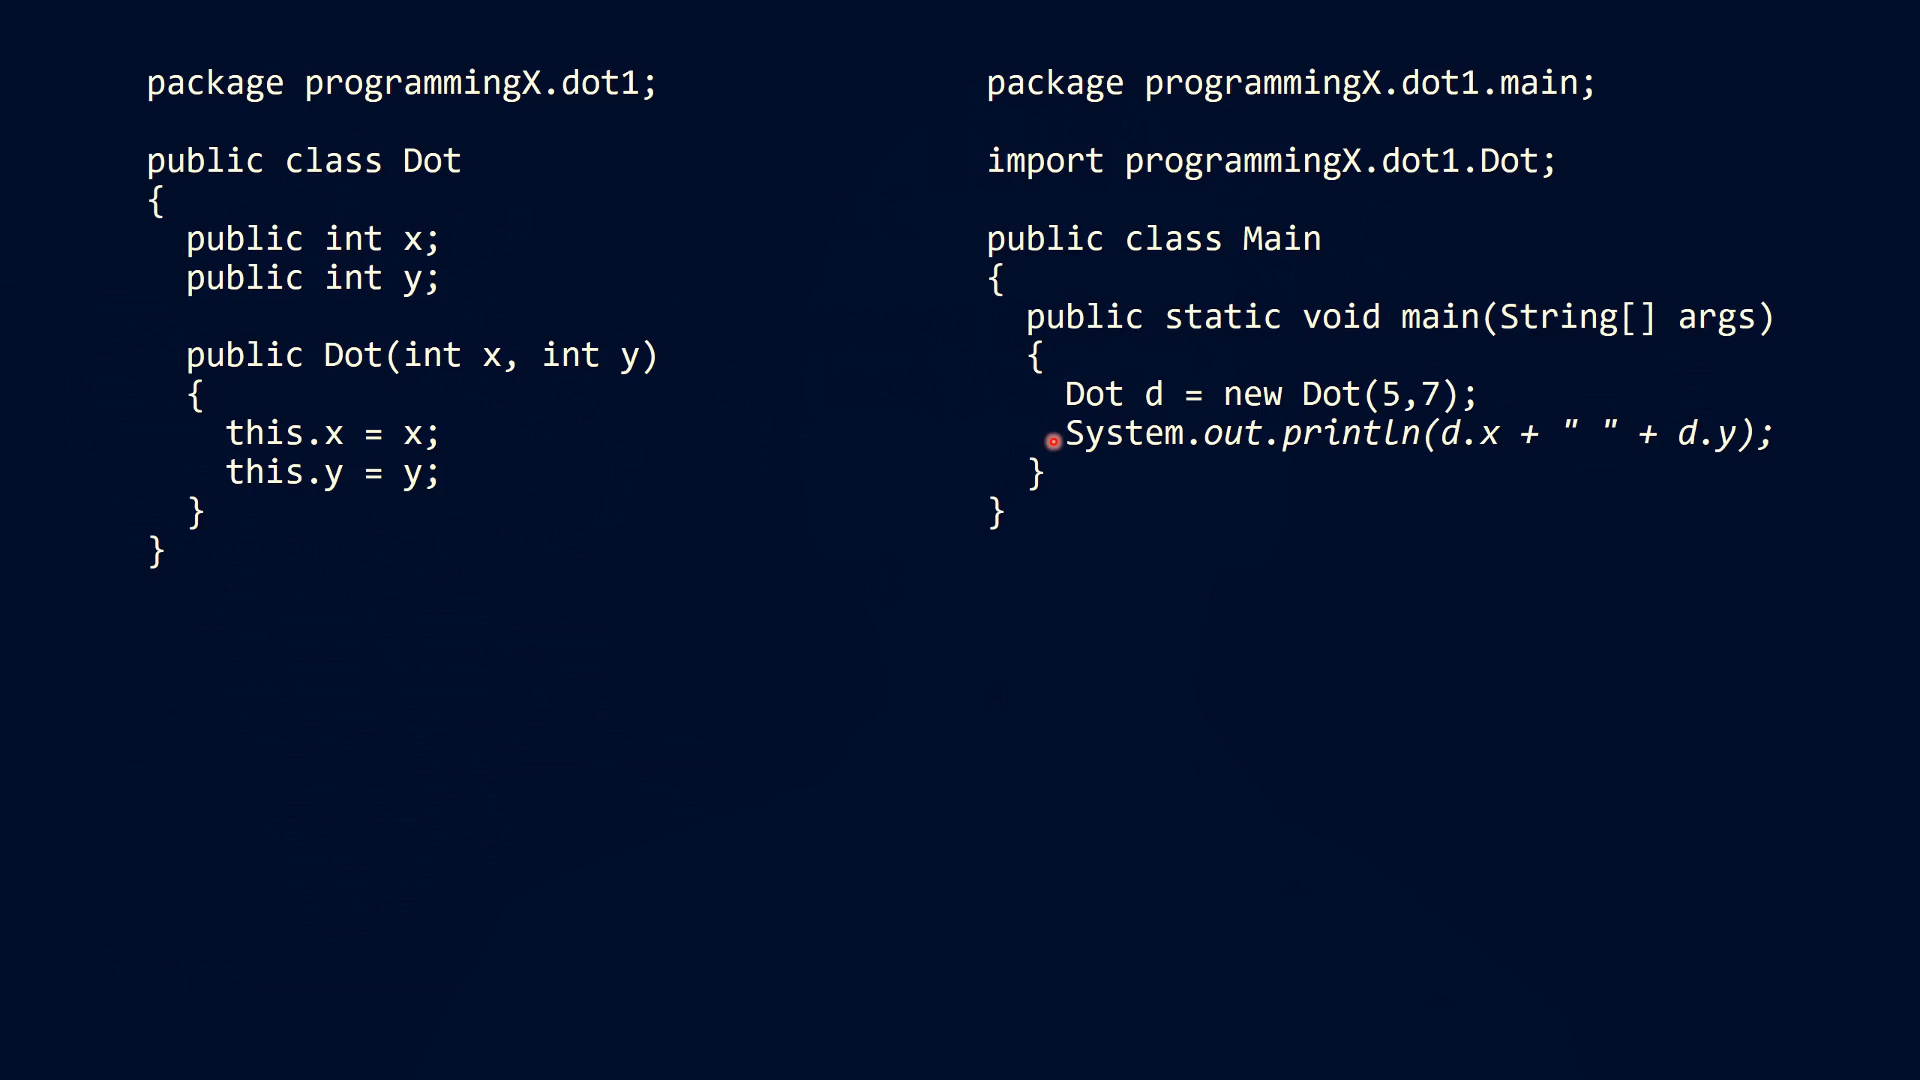 package programmingX.dot1;
public class Dot
{
public int x;
public int y;
public Dot(int x, int y)
{
this.x = x;
this.y = y;
}
}
package programmingX.dot1.main;
import programmingX.dot1.Dot;
public class Main
{
public static void main(String[] args)
{
Dot d = new Dot(5,7);
System.out.println(d.x + " " + d.y);
}
}